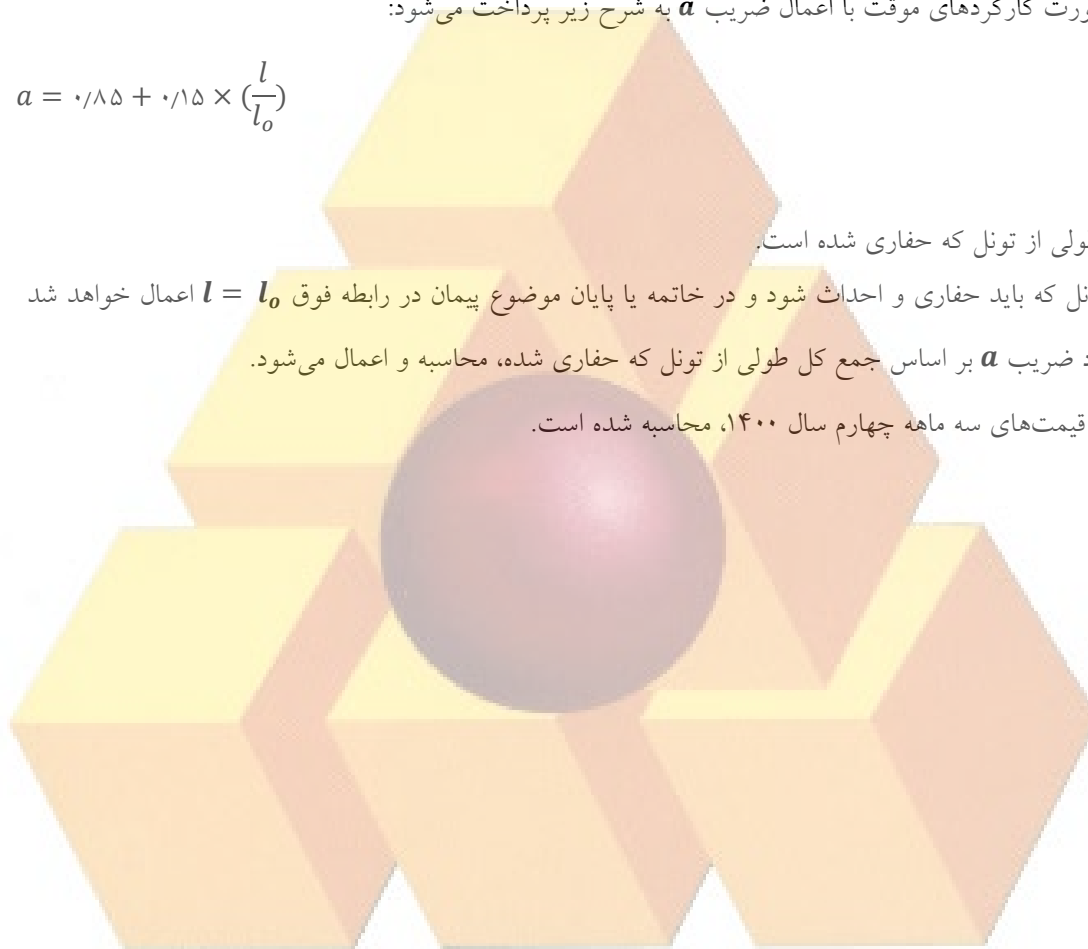 کارکردهای موقت با اعمال ضریب a به شرح زیر پرداخت می‌شود:
a = ۰/۸۵ + ۰/۱۵ × (l/lo)
از تونل که حفاری شده است.
که باید حفاری و احداث شود و در خاتمه یا پایان موضوع پیمان در رابطه فوق l = lo اعمال خواهد شد
ضریب a بر اساس جمع کل طولی از تونل که حفاری شده، محاسبه و اعمال می‌شود.
قیمت‌های سه ماهه چهارم سال ۱۴۰۰، محاسبه شده است.